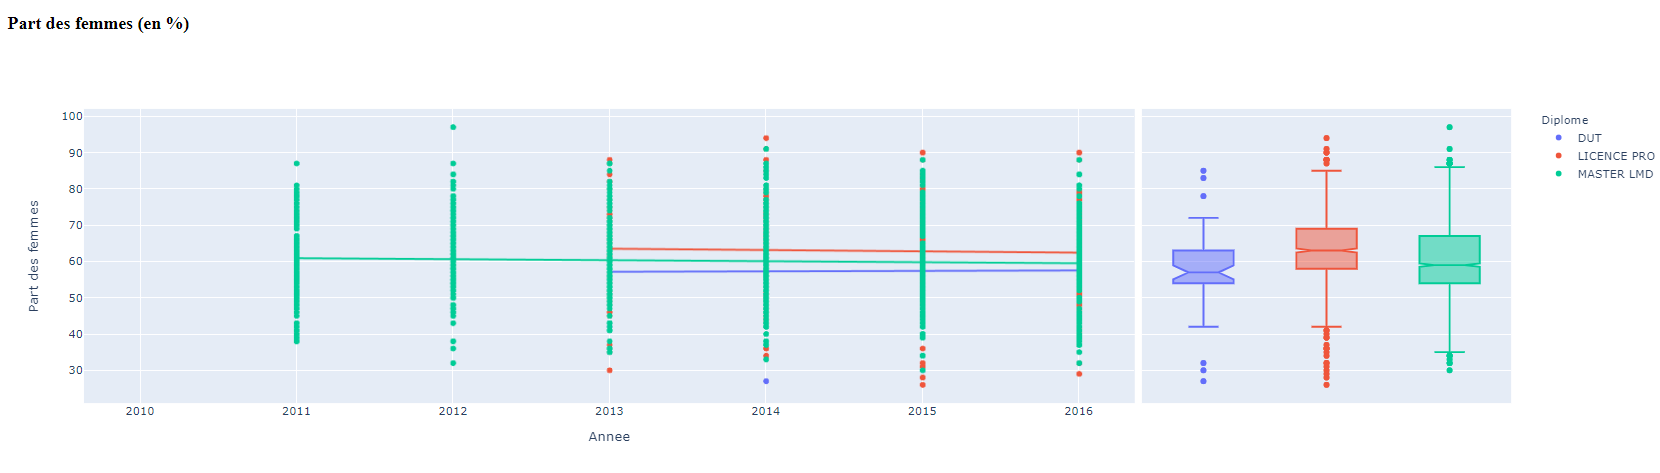 Part des femmes (en %)
Part des femmes
100
90
80
70
60
50
40
30
2010 2011 2012 2013 2014 2015 2016
Annee
Diplome
DUT
LICENCE PRO
MASTER LMD